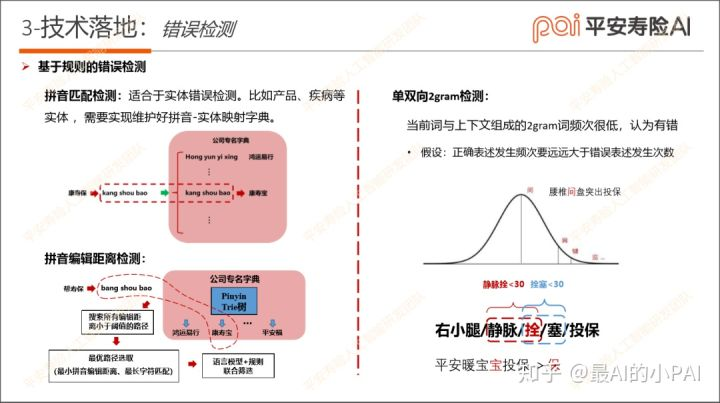 3-技术落地：错误检测
pai 平安寿险AI
基于规则的错误检测
拼音匹配检测：适合于实体错误检测。比如产品、疾病等
实体，需要实现维护好拼音-实体映射字典。
公司专名字典
Hong yun yi xing 鸿运易行
康瘦保 kang shou bao kang shou bao 康寿宝
拼音编辑距离检测：
公司专名字典
帮寿保 bang shou bao
Pinyin
Trie树
搜索所有编辑距
离小于阈值的路径
鸿运易行 康寿宝 … 平安福
最优路径选取
(最小拼音编辑距离、最长字符匹配)
语言模型+规则
联合筛选
单双向2gram检测：
当前词与上下文组成的2gram词频次很低，认为有错
• 假设：正确表述发生频次要远远大于错误表述发生次数
间
腰椎问盘突出投保
静脉拴<30 拴塞<30
右小腿/静脉/拴/塞/投保
平安暖宝宝投保 -> 保
知乎 @最AI的小PAI
平安寿险人工智能研发团队